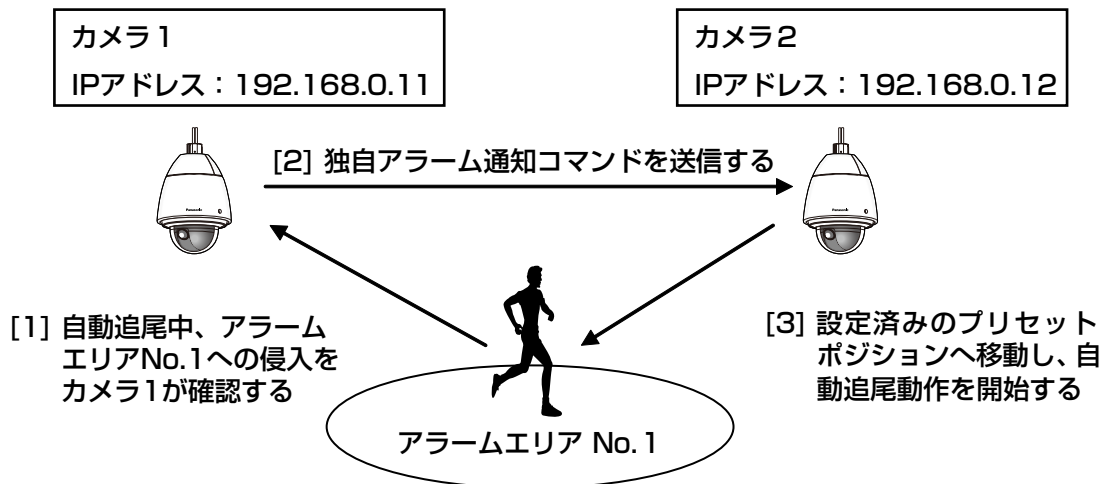 カメラ1
IPアドレス：192.168.0.11
カメラ2
IPアドレス：192.168.0.12
[2] 独自アラーム通知コマンドを送信する
Panasonic
Panasonic
[1] 自動追尾中、アラーム
エリアNo.1への侵入を
カメラ1が確認する
[3] 設定済みのプリセット
ポジションへ移動し、自
動追尾動作を開始する
アラームエリア No.1